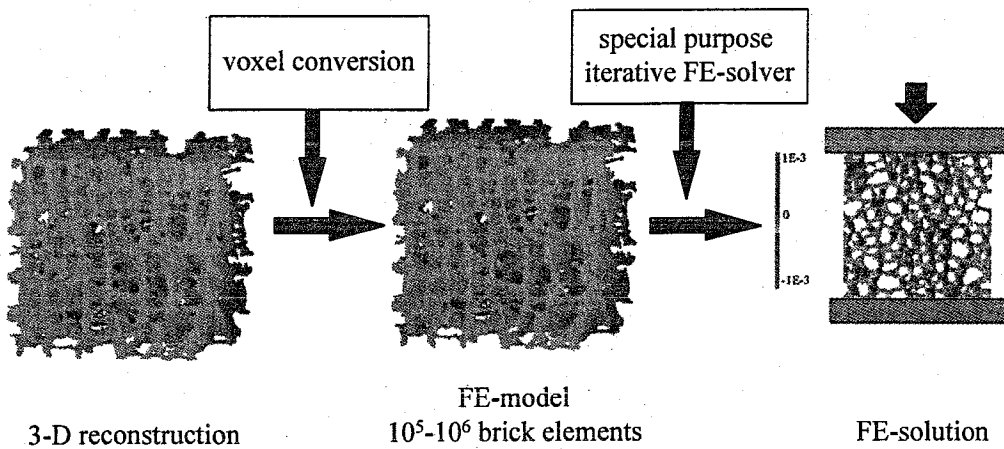 voxel conversion
special purpose
iterative FE-solver
1E-3
0
-1E-3
3-D reconstruction
FE-model
10⁵-10⁶ brick elements
FE-solution